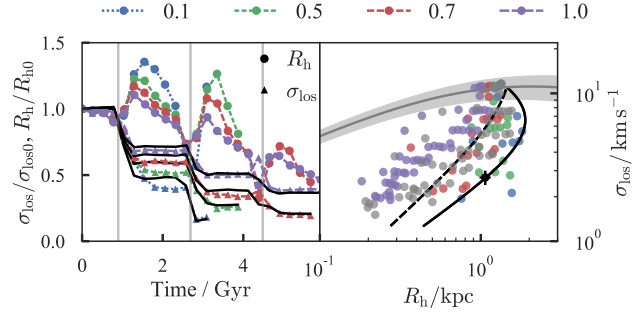 0.1 0.5 0.7 1.0
σlos/σlos0, Rh/Rh0
1.5
1.0
0.5
0.0
Rh
σlos
0 2 4
Time / Gyr
10⁻¹ 10⁰
Rh/kpc
10¹
10⁰
σlos/km s⁻¹